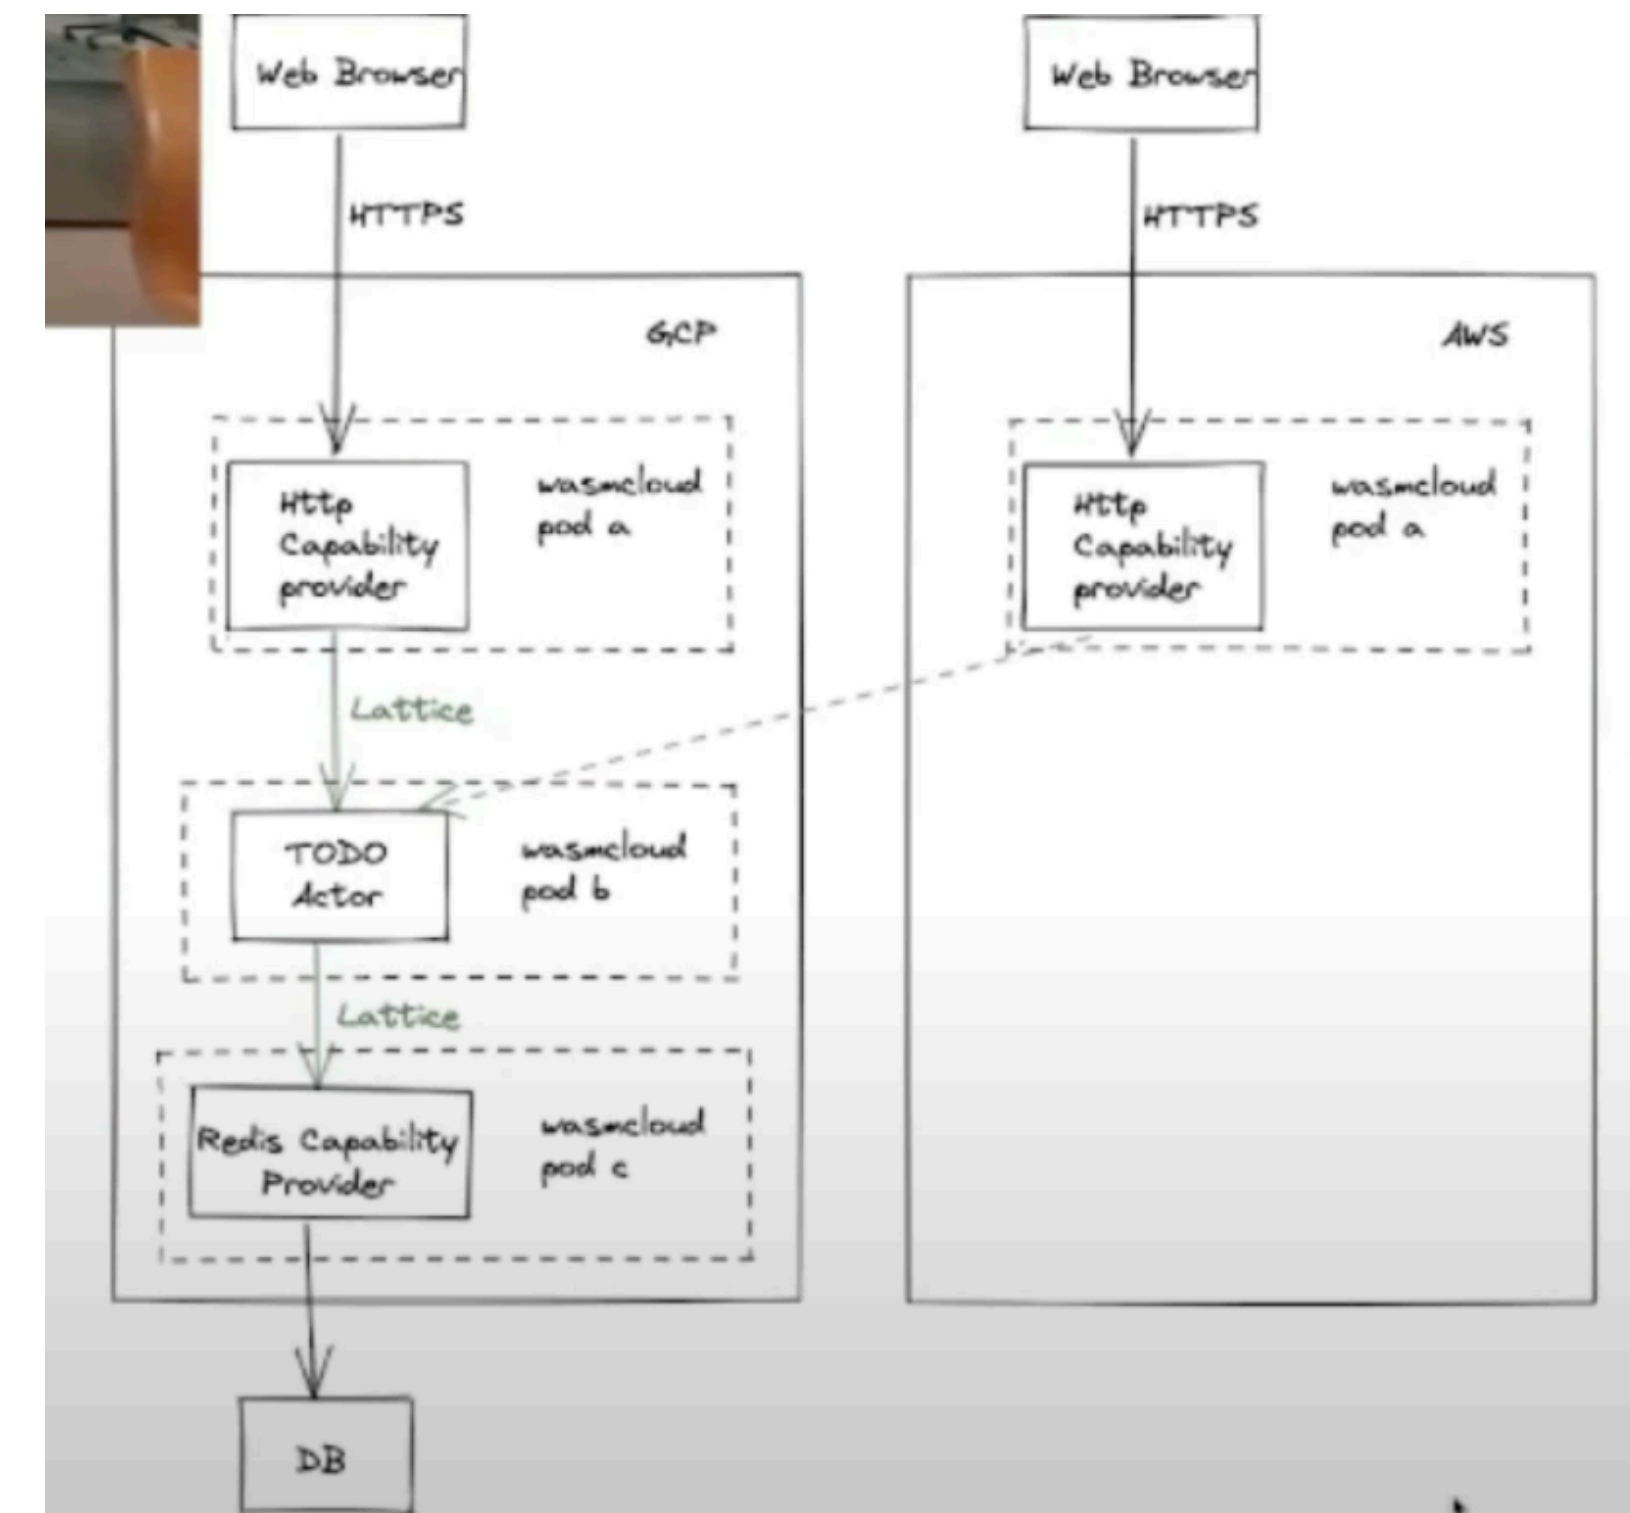 Web Browser
HTTPS
GCP
Http
Capability
provider
wasmcloud
pod a
Lattice
TODO
Actor
wasmcloud
pod b
Lattice
Redis Capability
Provider
wasmcloud
pod c
DB
Web Browser
HTTPS
AWS
Http
Capability
provider
wasmcloud
pod a